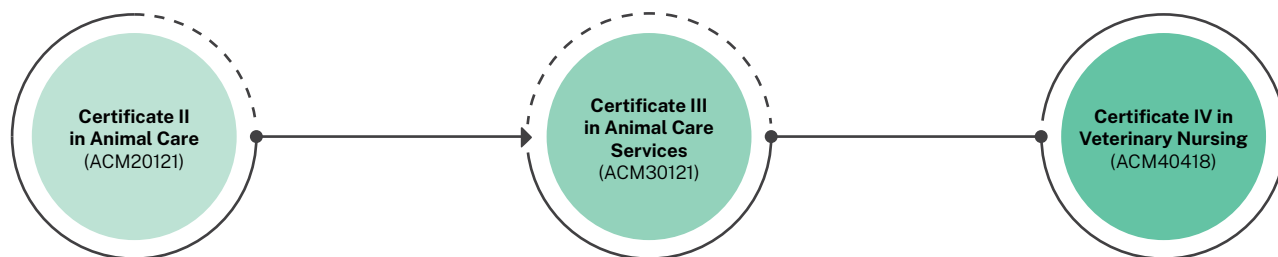 Certificate II
in Animal Care
(ACM20121)
Certificate III
in Animal Care
Services
(ACM30121)
Certificate IV in
Veterinary Nursing
(ACM40418)